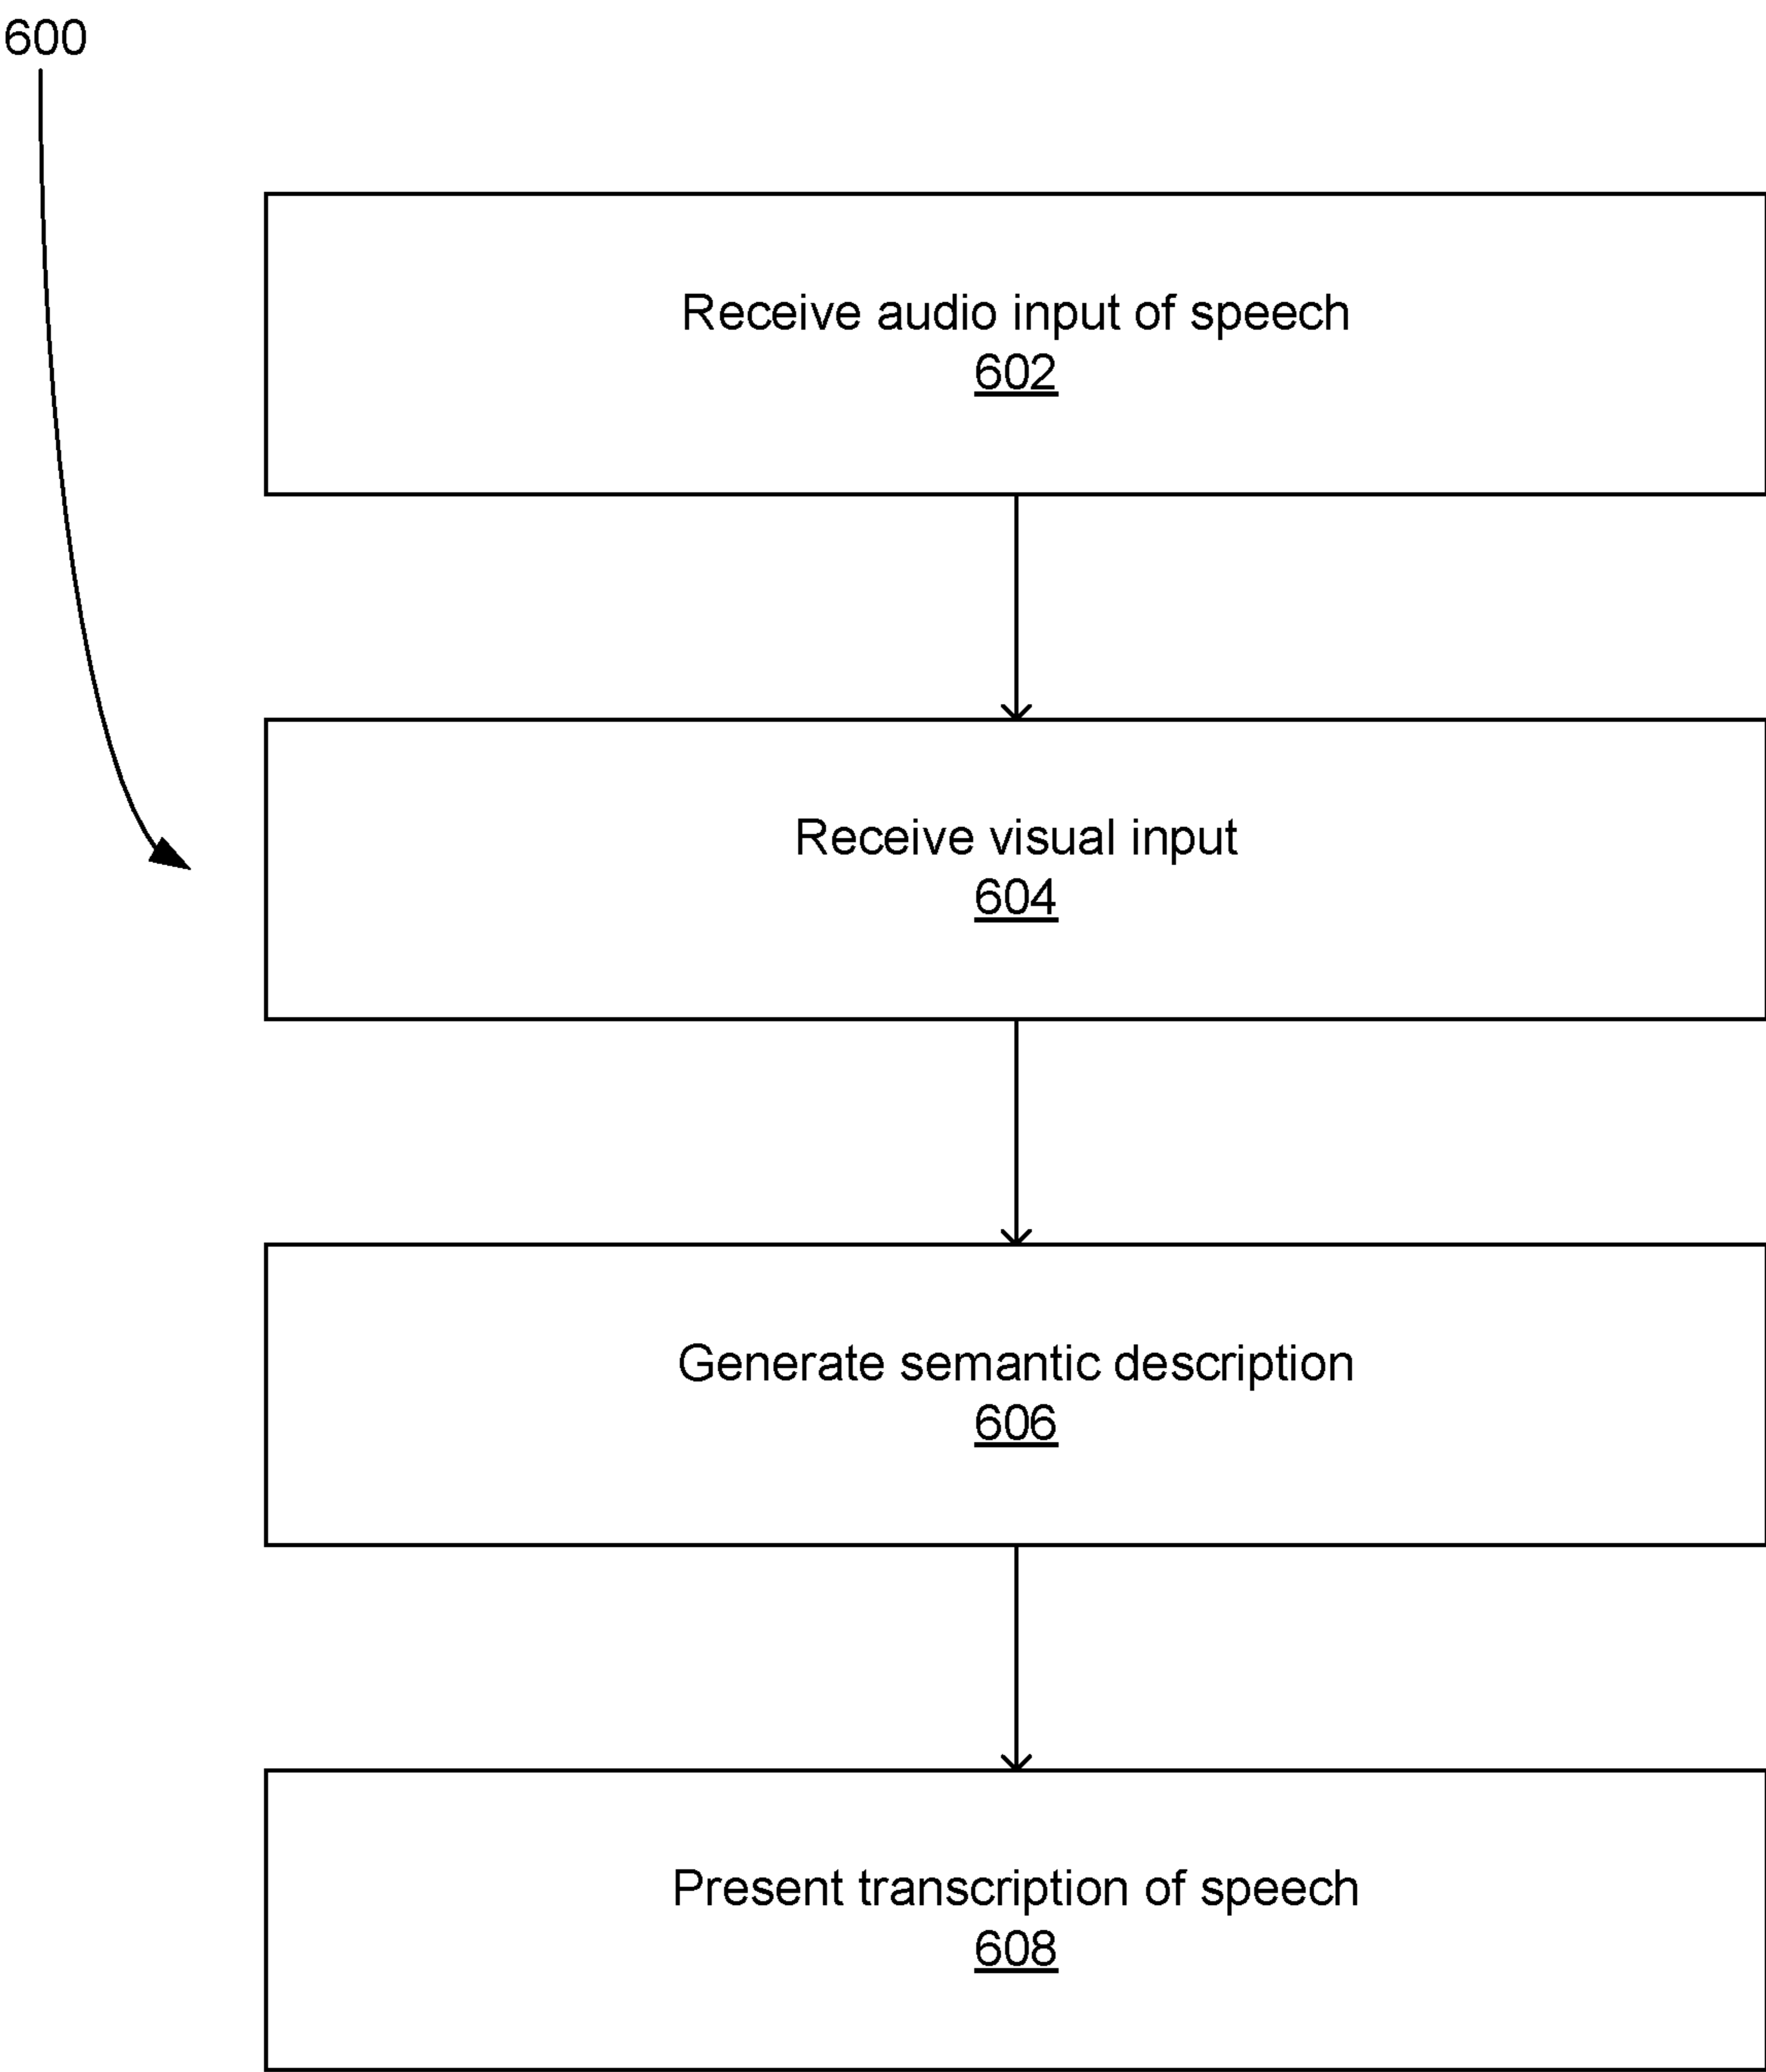 600
Receive audio input of speech
602
Receive visual input
604
Generate semantic description
606
Present transcription of speech
608